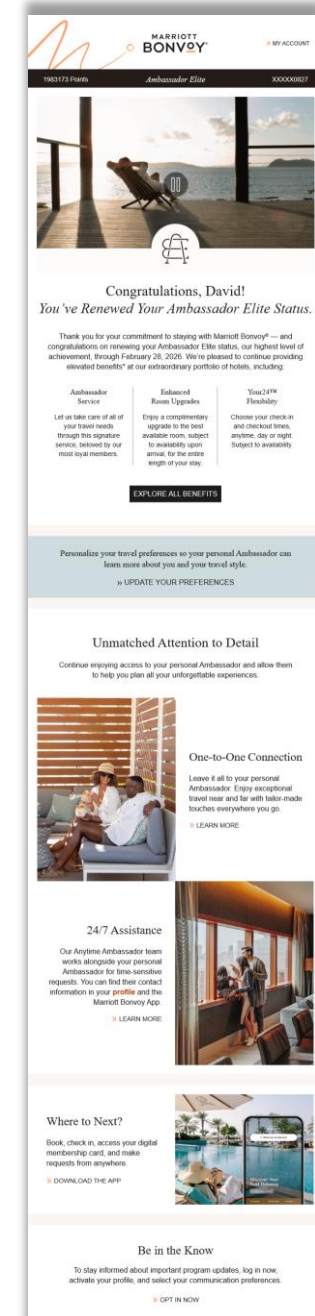 MARRIOTT
BONVOY
» MY ACCOUNT
1983173 Points
Ambassador Elite
XXXXX0827
Congratulations, David!
You've Renewed Your Ambassador Elite Status.
Thank you for your commitment to staying with Marriott Bonvoy® — and
congratulations on renewing your Ambassador Elite status, our highest level of
achievement, through February 28, 2026. We're pleased to continue providing
elevated benefits* at our extraordinary portfolio of hotels, including:
Ambassador
Service
Let us take care of all of
your travel needs
through this signature
service, beloved by our
most loyal members.
Enhanced
Room Upgrades
Enjoy a complimentary
upgrade to the best
available room, subject
to availability upon
arrival, for the entire
length of your stay.
Your24™
Flexibility
Choose your check-in
and checkout times,
anytime, day or night.
Subject to availability.
EXPLORE ALL BENEFITS
Personalize your travel preferences so your personal Ambassador can
learn more about you and your travel style.
» UPDATE YOUR PREFERENCES
Unmatched Attention to Detail
Continue enjoying access to your personal Ambassador and allow them
to help you plan all your unforgettable experiences.
One-to-One Connection
Leave it all to your personal
Ambassador. Enjoy exceptional
travel near and far with tailor-made
touches everywhere you go.
» LEARN MORE
24/7 Assistance
Our Anytime Ambassador team
works alongside your personal
Ambassador for time-sensitive
requests. You can find their contact
information in your profile and the
Marriott Bonvoy App.
» LEARN MORE
Where to Next?
Book, check in, access your digital
membership card, and make
requests from anywhere.
» DOWNLOAD THE APP
Be in the Know
To stay informed about important program updates, log in now,
activate your profile, and select your communication preferences.
» OPT IN NOW